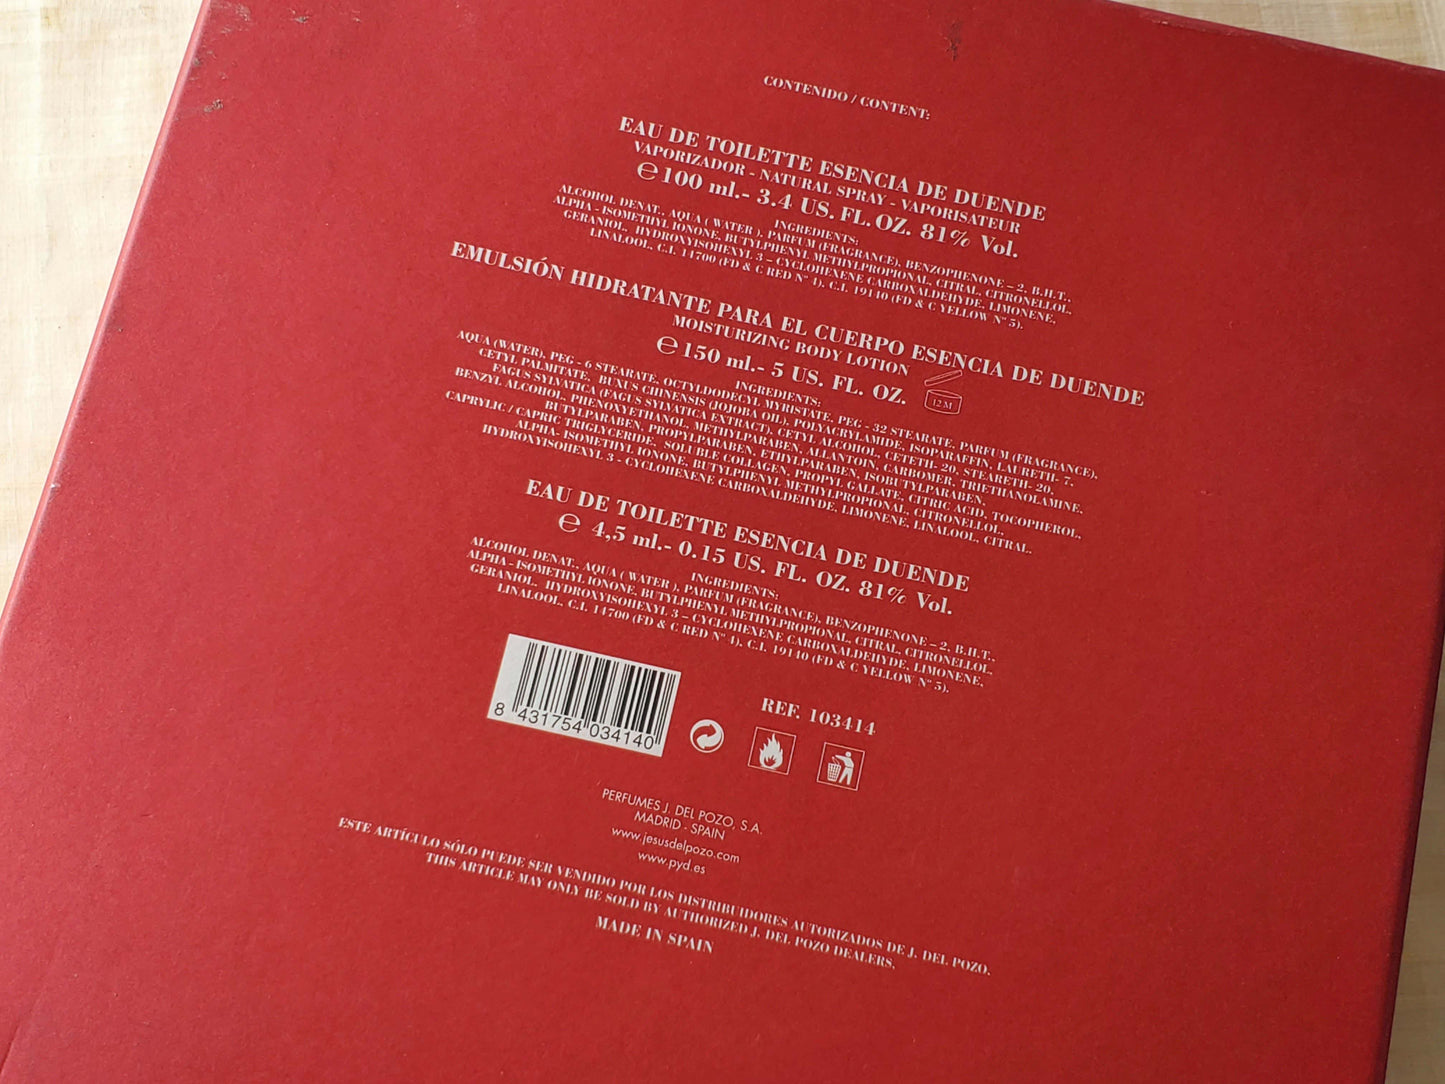 CONTENIDO / CONTENT:
EAU DE TOILETTE ESENCIA DE DUENDE
VAPORIZADOR - NATURAL SPRAY - VAPORISATEUR
℮100 ml.- 3.4 US. FL. OZ. 81% Vol.
INGREDIENTS:
ALCOHOL DENAT., AQUA ( WATER ), PARFUM (FRAGRANCE), BENZOPHENONE – 2, B.H.T.,
ALPHA - ISOMETHYL IONONE, BUTYLPHENYL METHYLPROPIONAL, CITRAL, CITRONELLOL,
GERANIOL, HYDROXYISOHEXYL 3 – CYCLOHEXENE CARBOXALDEHYDE, LIMONENE,
LINALOOL, C.I. 14700 (FD & C RED Nº 4), C.I. 19140 (FD & C YELLOW Nº 5).
EMULSIÓN HIDRATANTE PARA EL CUERPO ESENCIA DE DUENDE
MOISTURIZING BODY LOTION
℮150 ml.- 5 US. FL. OZ.
12 M
INGREDIENTS:
AQUA (WATER), PEG - 6 STEARATE, OCTYLDODECYL MYRISTATE, PEG - 32 STEARATE, PARFUM (FRAGRANCE),
CETYL PALMITATE, BUXUS CHINENSIS (JOJOBA OIL), POLYACRYLAMIDE, ISOPARAFFIN, LAURETH- 7,
FAGUS SYLVATICA (FAGUS SYLVATICA EXTRACT), CETYL ALCOHOL, CETETH- 20, STEARETH- 20,
BENZYL ALCOHOL, PHENOXYETHANOL, METHYLPARABEN, ALLANTOIN, CARBOMER, TRIETHANOLAMINE,
BUTYLPARABEN, PROPYLPARABEN, ETHYLPARABEN, ISOBUTYLPARABEN,
CAPRYLIC / CAPRIC TRIGLYCERIDE, SOLUBLE COLLAGEN, PROPYL GALLATE, CITRIC ACID, TOCOPHEROL,
ALPHA- ISOMETHYL IONONE, BUTYLPHENYL METHYLPROPIONAL, CITRONELLOL,
HYDROXYISOHEXYL 3 - CYCLOHEXENE CARBOXALDEHYDE, LIMONENE, LINALOOL, CITRAL.
EAU DE TOILETTE ESENCIA DE DUENDE
℮ 4,5 ml.- 0.15 US. FL. OZ. 81% Vol.
INGREDIENTS:
ALCOHOL DENAT., AQUA ( WATER ), PARFUM (FRAGRANCE), BENZOPHENONE – 2, B.H.T.,
ALPHA - ISOMETHYL IONONE, BUTYLPHENYL METHYLPROPIONAL, CITRAL, CITRONELLOL,
GERANIOL, HYDROXYISOHEXYL 3 – CYCLOHEXENE CARBOXALDEHYDE, LIMONENE,
LINALOOL, C.I. 14700 (FD & C RED Nº 4), C.I. 19140 (FD & C YELLOW Nº 5).
8 431754 034140
REF. 103414
PERFUMES J. DEL POZO, S.A.
MADRID - SPAIN
www.jesusdelpozo.com
www.pyd.es
ESTE ARTÍCULO SÓLO PUEDE SER VENDIDO POR LOS DISTRIBUIDORES AUTORIZADOS DE J. DEL POZO.
THIS ARTICLE MAY ONLY BE SOLD BY AUTHORIZED J. DEL POZO DEALERS.
MADE IN SPAIN